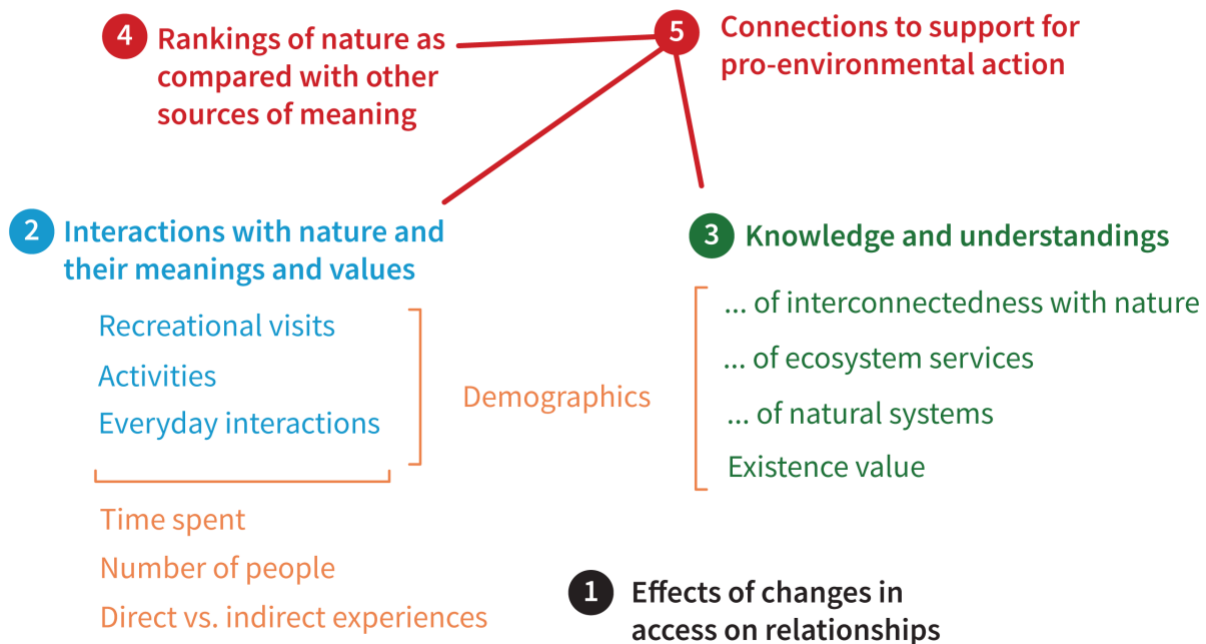 4 Rankings of nature as
compared with other
sources of meaning
5 Connections to support for
pro-environmental action
2 Interactions with nature and
their meanings and values
Recreational visits
Activities
Everyday interactions
Demographics
Time spent
Number of people
Direct vs. indirect experiences
3 Knowledge and understandings
... of interconnectedness with nature
... of ecosystem services
... of natural systems
Existence value
1 Effects of changes in
access on relationships